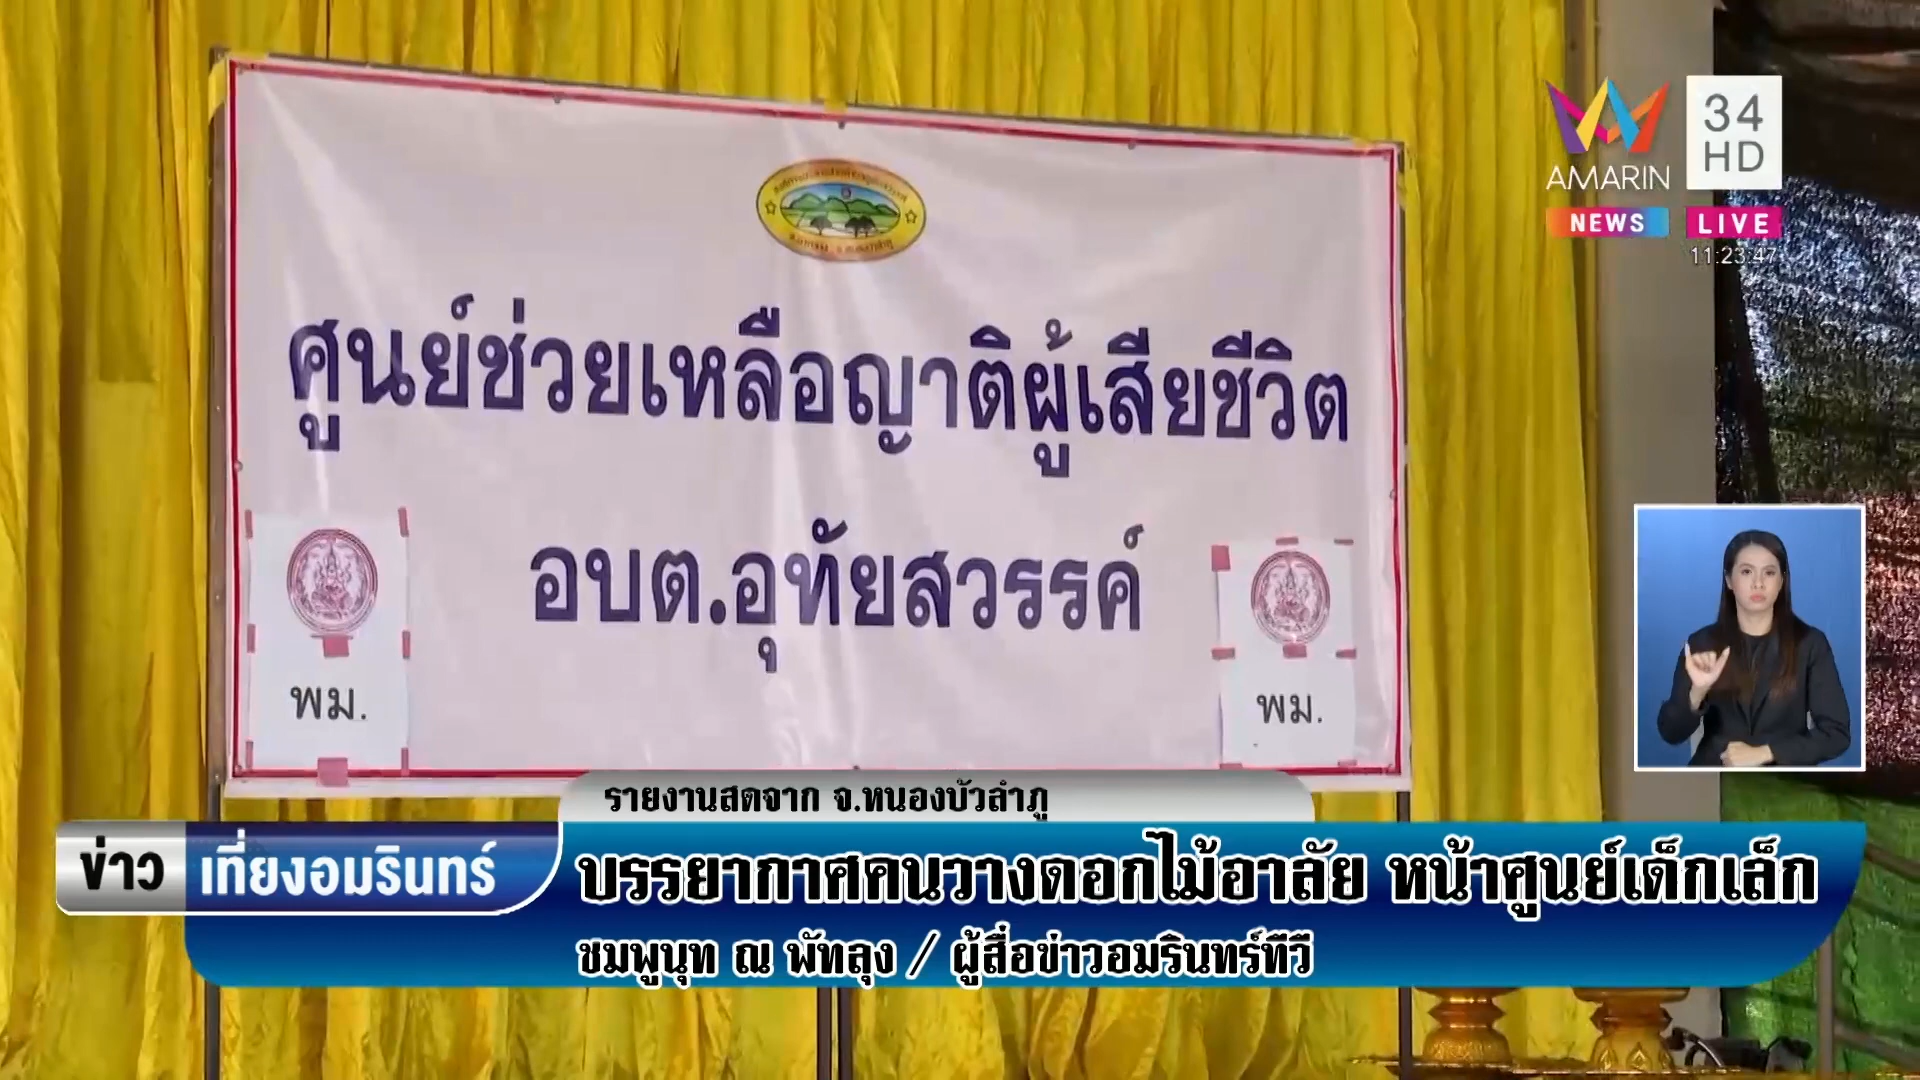 AMARIN
34
HD
NEWS
LIVE
11:23:47
ศูนย์ช่วยเหลือญาติผู้เสียชีวิต
อบต.อุทัยสวรรค์
พม.
พม.
รายงานสดจาก จ.หนองบัวลำภู
ข่าว เที่ยงอมรินทร์
บรรยากาศคนวางดอกไม้อาลัย หน้าศูนย์เด็กเล็ก
ชมพูนุท ณ พัทลุง / ผู้สื่อข่าวอมรินทร์ทีวี